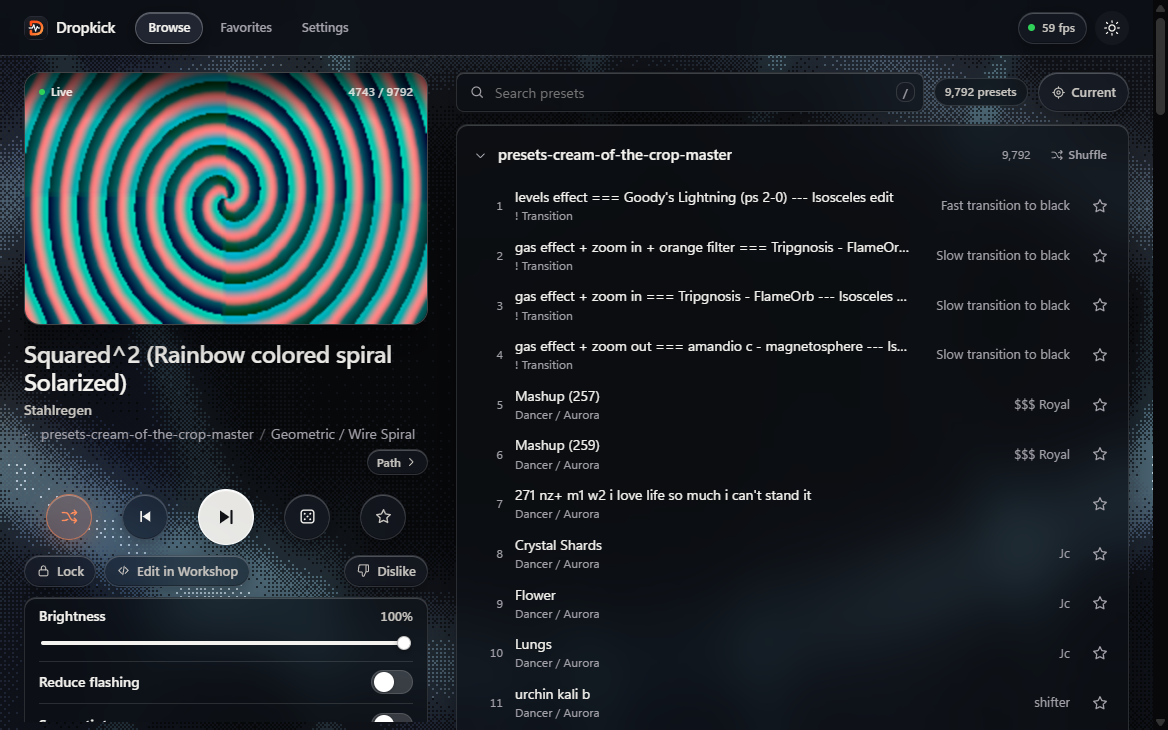 Dropkick
Browse
Favorites
Settings
59 fps
Live
4743 / 9792
Squared^2 (Rainbow colored spiral
Solarized)
Stahlregen
presets-cream-of-the-crop-master / Geometric / Wire Spiral
Path
Lock
Edit in Workshop
Dislike
Brightness
100%
Reduce flashing
Search presets
/
9,792 presets
Current
presets-cream-of-the-crop-master
9,792
Shuffle
1
levels effect === Goody's Lightning (ps 2-0) --- Isosceles edit
! Transition
Fast transition to black
2
gas effect + zoom in + orange filter === Tripgnosis - FlameOr...
! Transition
Slow transition to black
3
gas effect + zoom in === Tripgnosis - FlameOrb --- Isosceles ...
! Transition
Slow transition to black
4
gas effect + zoom out === amandio c - magnetosphere --- Is...
! Transition
Slow transition to black
5
Mashup (257)
Dancer / Aurora
$$$ Royal
6
Mashup (259)
Dancer / Aurora
$$$ Royal
7
271 nz+ m1 w2 i love life so much i can't stand it
Dancer / Aurora
8
Crystal Shards
Dancer / Aurora
Jc
9
Flower
Dancer / Aurora
Jc
10
Lungs
Dancer / Aurora
Jc
11
urchin kali b
Dancer / Aurora
shifter